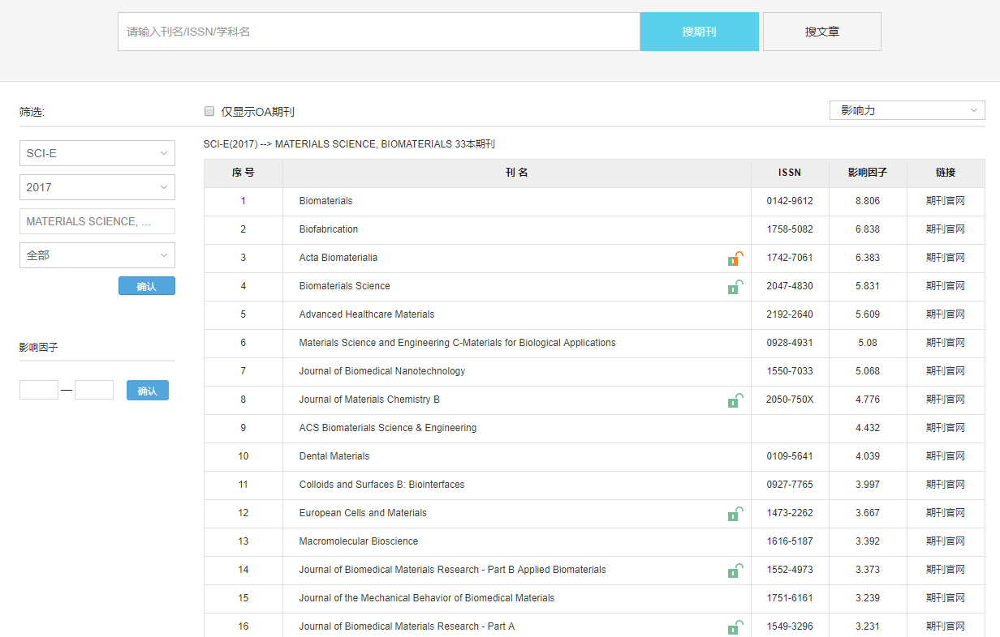 请输入刊名/ISSN/学科名
搜期刊
搜文章
筛选:
仅显示OA期刊
影响力
SCI-E
2017
MATERIALS SCIENCE, …
全部
确认
影响因子
—
确认
SCI-E(2017) --> MATERIALS SCIENCE, BIOMATERIALS 33本期刊
序 号 刊 名 ISSN 影响因子 链接
1 Biomaterials 0142-9612 8.806 期刊官网
2 Biofabrication 1758-5082 6.838 期刊官网
3 Acta Biomaterialia 1742-7061 6.383 期刊官网
4 Biomaterials Science 2047-4830 5.831 期刊官网
5 Advanced Healthcare Materials 2192-2640 5.609 期刊官网
6 Materials Science and Engineering C-Materials for Biological Applications 0928-4931 5.08 期刊官网
7 Journal of Biomedical Nanotechnology 1550-7033 5.068 期刊官网
8 Journal of Materials Chemistry B 2050-750X 4.776 期刊官网
9 ACS Biomaterials Science & Engineering 4.432 期刊官网
10 Dental Materials 0109-5641 4.039 期刊官网
11 Colloids and Surfaces B: Biointerfaces 0927-7765 3.997 期刊官网
12 European Cells and Materials 1473-2262 3.667 期刊官网
13 Macromolecular Bioscience 1616-5187 3.392 期刊官网
14 Journal of Biomedical Materials Research - Part B Applied Biomaterials 1552-4973 3.373 期刊官网
15 Journal of the Mechanical Behavior of Biomedical Materials 1751-6161 3.239 期刊官网
16 Journal of Biomedical Materials Research - Part A 1549-3296 3.231 期刊官网